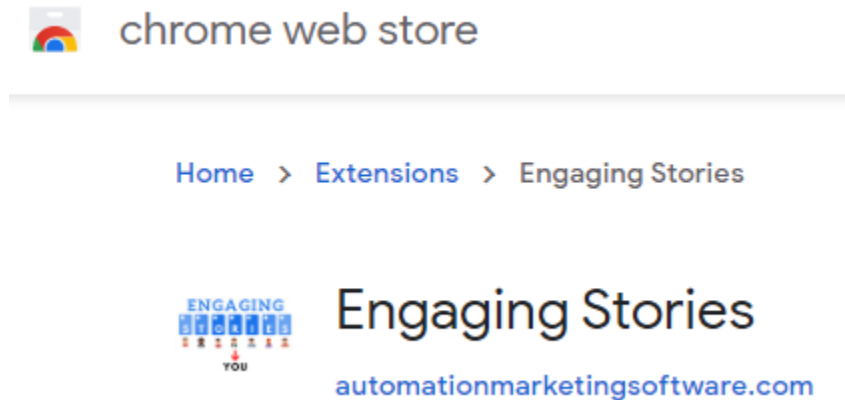 chrome web store
Home > Extensions > Engaging Stories
ENGAGING
STORIES
YOU
Engaging Stories
automationmarketingsoftware.com